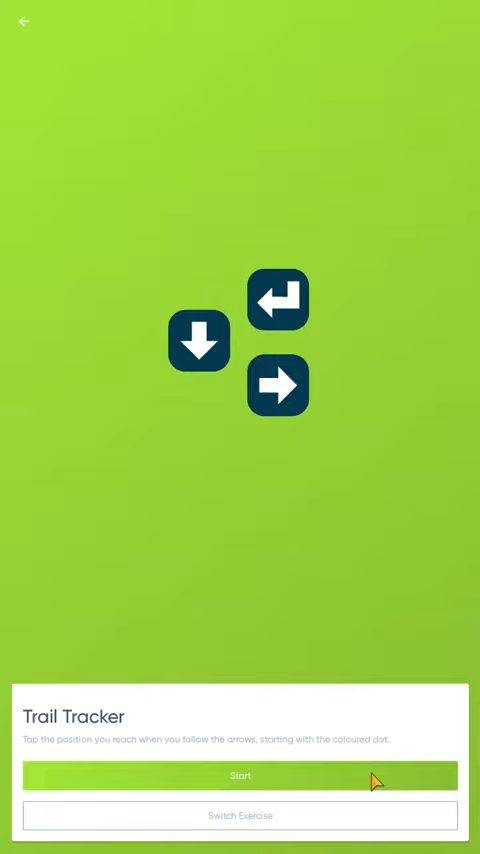 Trail Tracker
Tap the position you reach when you follow the arrows, starting with the coloured dot.
Start
Switch Exercise